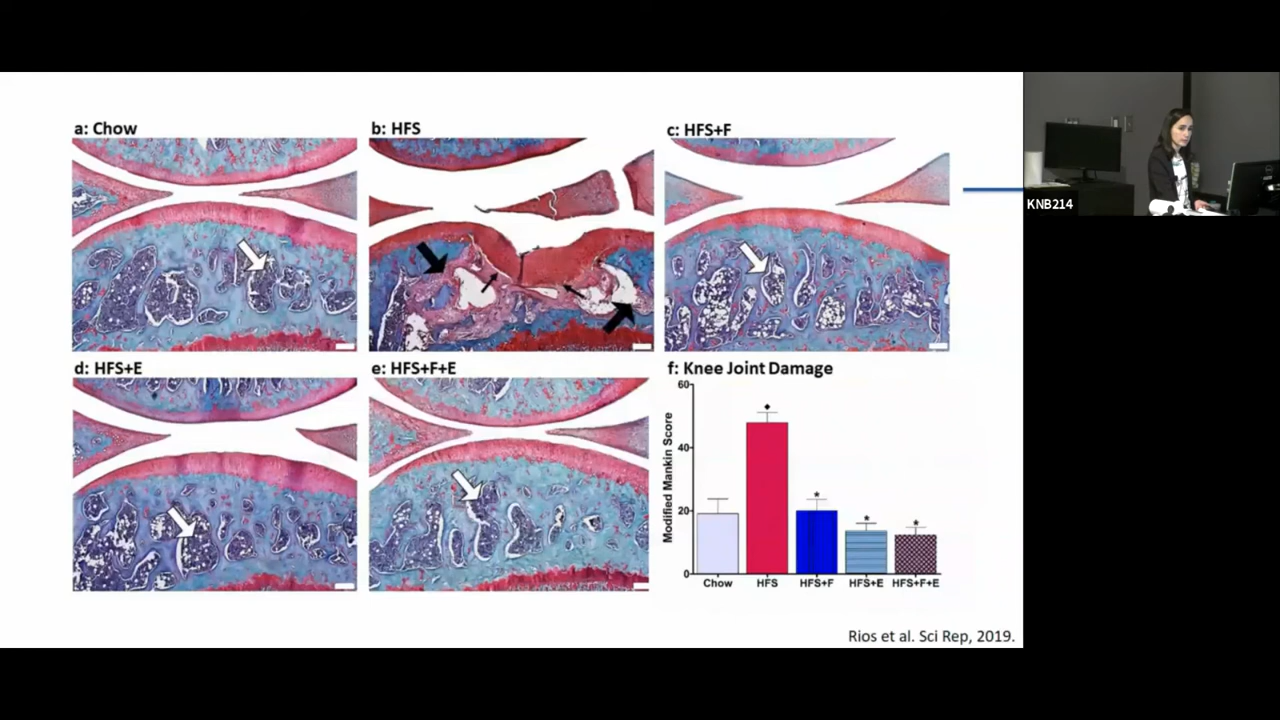 a: Chow
b: HFS
c: HFS+F
KNB214
d: HFS+E
e: HFS+F+E
f: Knee Joint Damage
Modified Mankin Score
60
40
20
0
Chow HFS HFS+F HFS+E HFS+F+E
Rios et al. Sci Rep, 2019.